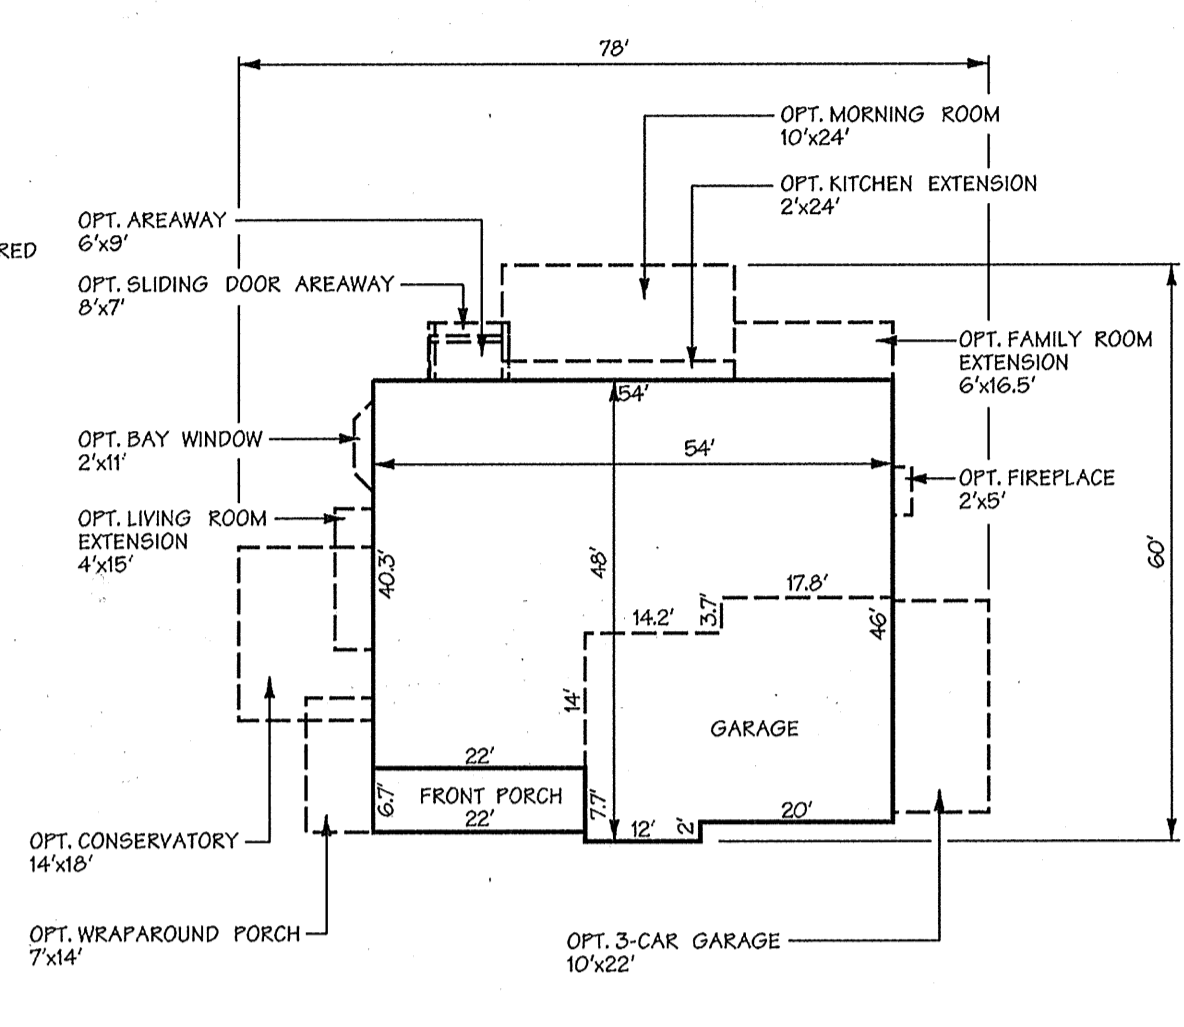 78'
OPT. MORNING ROOM
10'x24'
OPT. KITCHEN EXTENSION
2'x24'
OPT. AREAWAY
6'x9'
RED
OPT. SLIDING DOOR AREAWAY
8'x7'
OPT. FAMILY ROOM
EXTENSION
6'x16.5'
54'
OPT. BAY WINDOW
2'x11'
54'
OPT. FIREPLACE
2'x5'
OPT. LIVING ROOM
EXTENSION
4'x15'
40.3'
48'
60'
17.8'
14.2'
3.7'
46'
14'
GARAGE
22'
6.7'
FRONT PORCH
22'
7.7'
12'
2'
20'
OPT. CONSERVATORY
14'x18'
OPT. WRAPAROUND PORCH
7'x14'
OPT. 3-CAR GARAGE
10'x22'